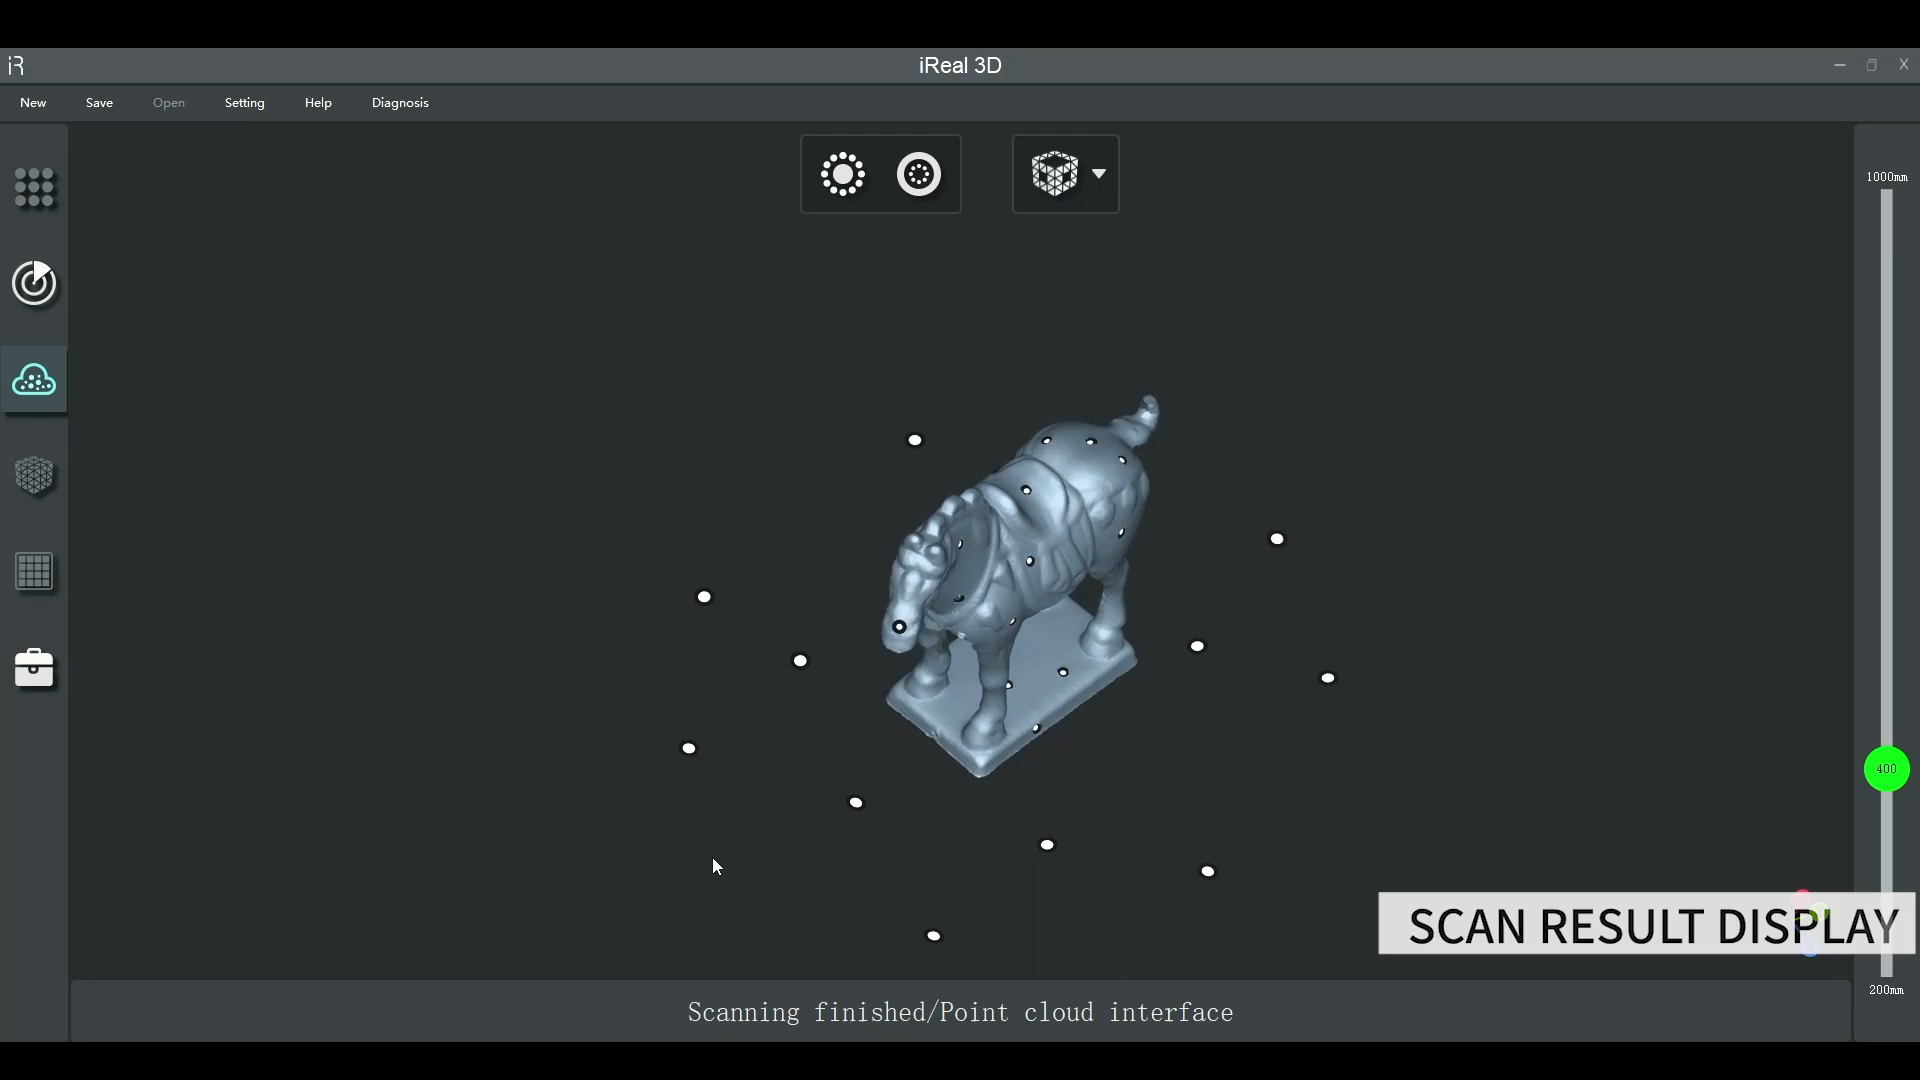 iR
iReal 3D
New Save Open Setting Help Diagnosis
1000mm
400
SCAN RESULT DISPLAY
200mm
Scanning finished/Point cloud interface